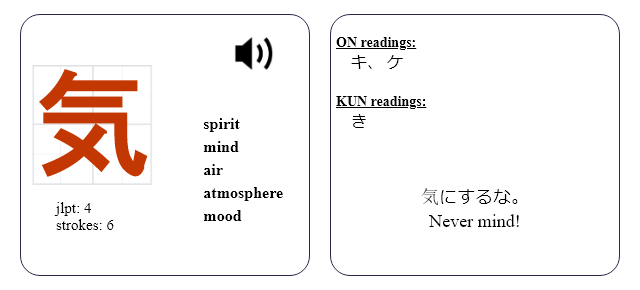 気
spirit
mind
air
atmosphere
mood
jlpt: 4
strokes: 6
ON readings:
キ、 ケ
KUN readings:
き
気にするな。
Never mind!